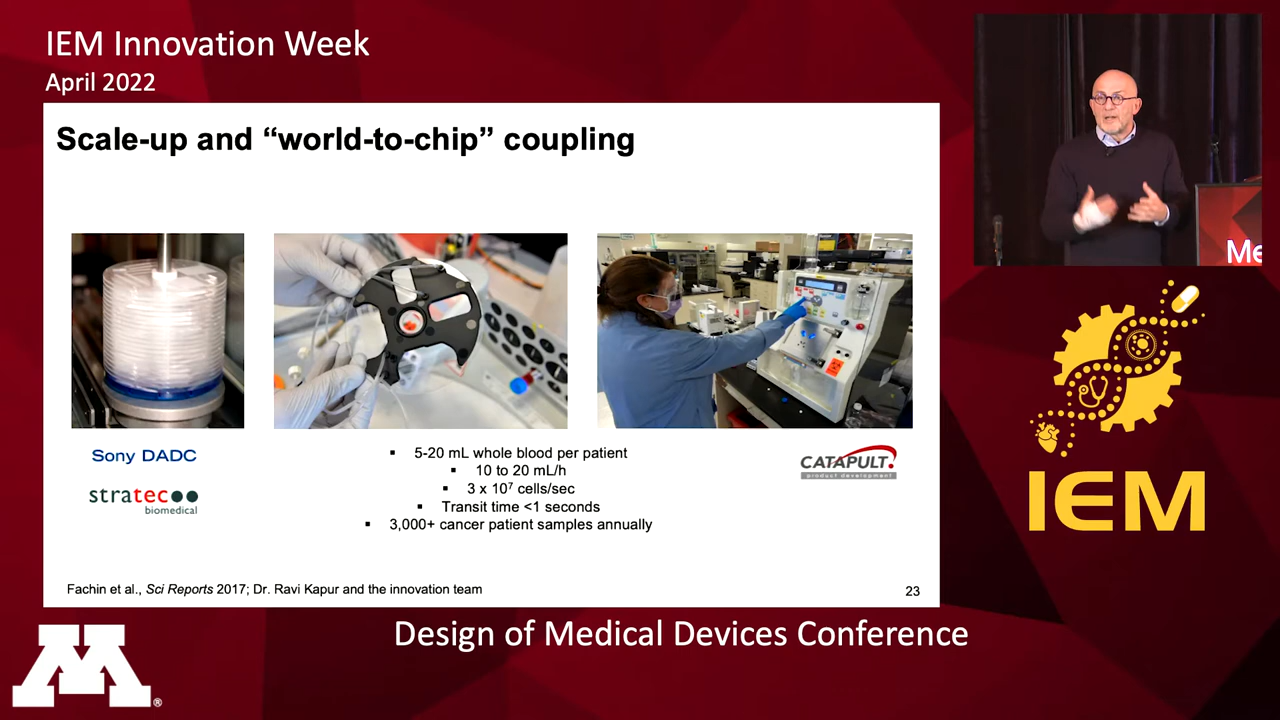 IEM Innovation Week
April 2022
Scale-up and “world-to-chip” coupling
Sony DADC
stratec
biomedical
▪ 5-20 mL whole blood per patient
▪ 10 to 20 mL/h
▪ 3 x 10⁷ cells/sec
▪ Transit time <1 seconds
▪ 3,000+ cancer patient samples annually
CATAPULT.
product development
Fachin et al., Sci Reports 2017; Dr. Ravi Kapur and the innovation team
23
Me
IEM
Design of Medical Devices Conference
M®